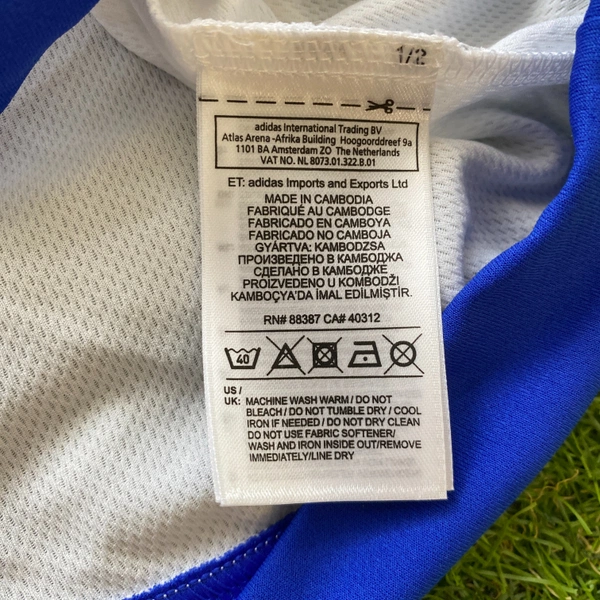 1/2
adidas International Trading BV
Atlas Arena -Afrika Building Hoogoorddreef 9a
1101 BA Amsterdam ZO The Netherlands
VAT NO. NL 8073.01.322.B.01
ET: adidas Imports and Exports Ltd
MADE IN CAMBODIA
FABRIQUÉ AU CAMBODGE
FABRICADO EN CAMBOYA
FABRICADO NO CAMBOJA
GYÁRTVA: KAMBODZSA
ПРОИЗВЕДЕНО В КАМБОДЖА
СДЕЛАНО В КАМБОДЖЕ
PROIZVEDENO U KOMBODŽI
KAMBOÇYA'DA İMAL EDİLMİŞTİR.
RN# 88387 CA# 40312
40
US /
UK: MACHINE WASH WARM / DO NOT
BLEACH / DO NOT TUMBLE DRY / COOL
IRON IF NEEDED / DO NOT DRY CLEAN
DO NOT USE FABRIC SOFTENER/
WASH AND IRON INSIDE OUT/REMOVE
IMMEDIATELY/LINE DRY